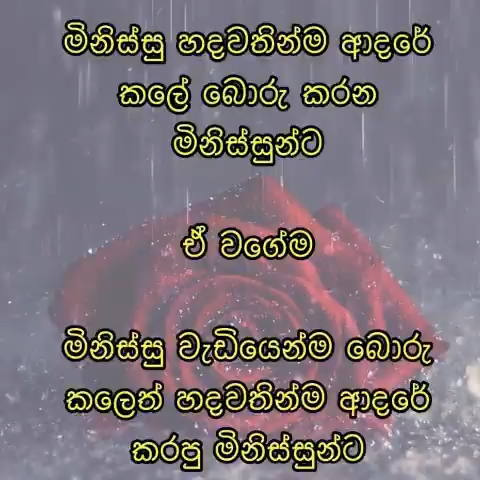 මිනිස්සු හදවතින්ම ආදරේ
කලේ බොරු කරන
මිනිස්සුන්ට
ඒ වගේම
මිනිස්සු වැඩියෙන්ම බොරු
කලෙත් හදවතින්ම ආදරේ
කරපු මිනිස්සුන්ට